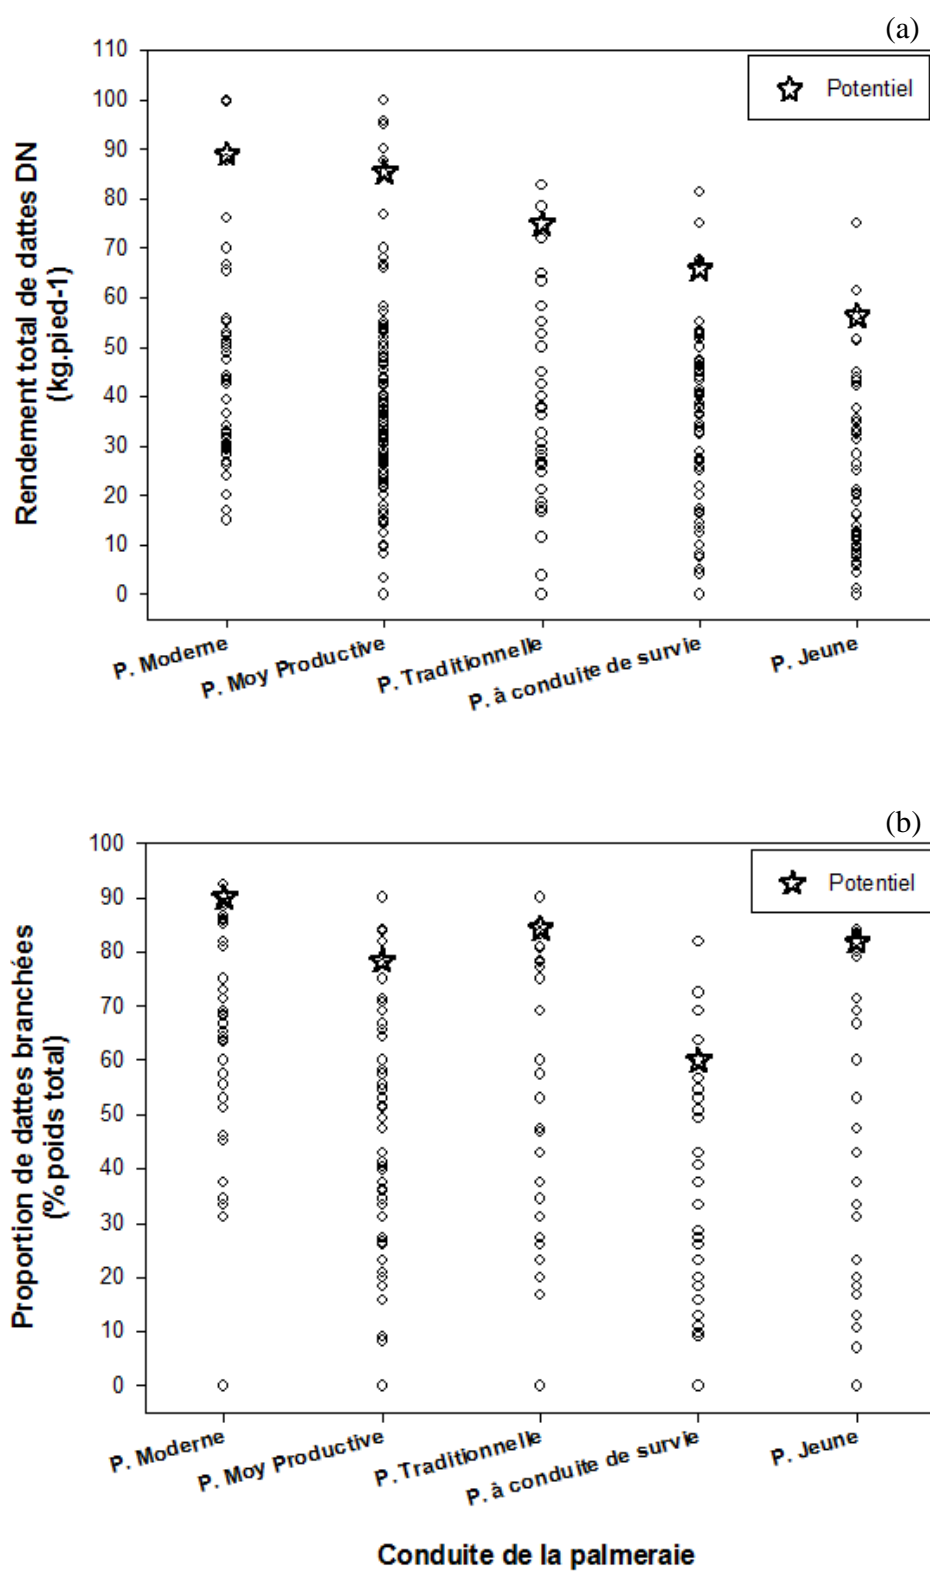 (a)
Rendement total de dattes DN
(kg.pied-1)
110
100
90
80
70
60
50
40
30
20
10
0
Potentiel
P. Moderne
P. Moy Productive
P. Traditionnelle
P. à conduite de survie
P. Jeune
(b)
Proportion de dattes branchées
(% poids total)
100
90
80
70
60
50
40
30
20
10
0
Potentiel
P. Moderne
P. Moy Productive
P. Traditionnelle
P. à conduite de survie
P. Jeune
Conduite de la palmeraie